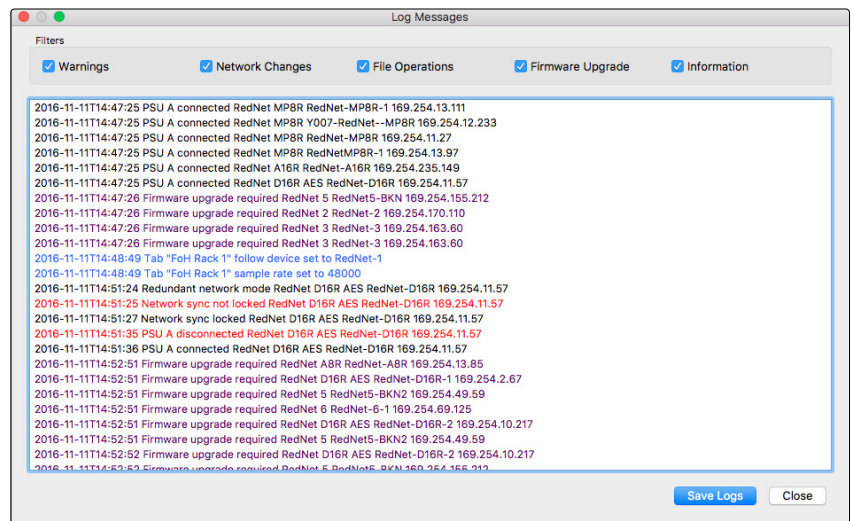 Log Messages
Filters
Warnings
Network Changes
File Operations
Firmware Upgrade
Information
2016-11-11T14:47:25 PSU A connected RedNet MP8R RedNet-MP8R-1 169.254.13.111
2016-11-11T14:47:25 PSU A connected RedNet MP8R Y007-RedNet--MP8R 169.254.12.233
2016-11-11T14:47:25 PSU A connected RedNet MP8R RedNet-MP8R 169.254.11.27
2016-11-11T14:47:25 PSU A connected RedNet MP8R RedNetMP8R-1 169.254.13.97
2016-11-11T14:47:25 PSU A connected RedNet A16R RedNet-A16R 169.254.235.149
2016-11-11T14:47:25 PSU A connected RedNet D16R AES RedNet-D16R 169.254.11.57
2016-11-11T14:47:26 Firmware upgrade required RedNet 5 RedNet5-BKN 169.254.155.212
2016-11-11T14:47:26 Firmware upgrade required RedNet 2 RedNet-2 169.254.170.110
2016-11-11T14:47:26 Firmware upgrade required RedNet 3 RedNet-3 169.254.163.60
2016-11-11T14:47:26 Firmware upgrade required RedNet 3 RedNet-3 169.254.163.60
2016-11-11T14:48:49 Tab "FoH Rack 1" follow device set to RedNet-1
2016-11-11T14:48:49 Tab "FoH Rack 1" sample rate set to 48000
2016-11-11T14:51:24 Redundant network mode RedNet D16R AES RedNet-D16R 169.254.11.57
2016-11-11T14:51:25 Network sync not locked RedNet D16R AES RedNet-D16R 169.254.11.57
2016-11-11T14:51:27 Network sync locked RedNet D16R AES RedNet-D16R 169.254.11.57
2016-11-11T14:51:35 PSU A disconnected RedNet D16R AES RedNet-D16R 169.254.11.57
2016-11-11T14:51:36 PSU A connected RedNet D16R AES RedNet-D16R 169.254.11.57
2016-11-11T14:52:51 Firmware upgrade required RedNet A8R RedNet-A8R 169.254.13.85
2016-11-11T14:52:51 Firmware upgrade required RedNet D16R AES RedNet-D16R-1 169.254.2.67
2016-11-11T14:52:51 Firmware upgrade required RedNet 5 RedNet5-BKN2 169.254.49.59
2016-11-11T14:52:51 Firmware upgrade required RedNet 6 RedNet-6-1 169.254.69.125
2016-11-11T14:52:51 Firmware upgrade required RedNet D16R AES RedNet-D16R-2 169.254.10.217
2016-11-11T14:52:51 Firmware upgrade required RedNet 5 RedNet5-BKN2 169.254.49.59
2016-11-11T14:52:52 Firmware upgrade required RedNet D16R AES RedNet-D16R-2 169.254.10.217
2016-11-11T14:52:52 Firmware upgrade required RedNet 5 RedNet5-BKN 169.254.155.212
Save Logs
Close